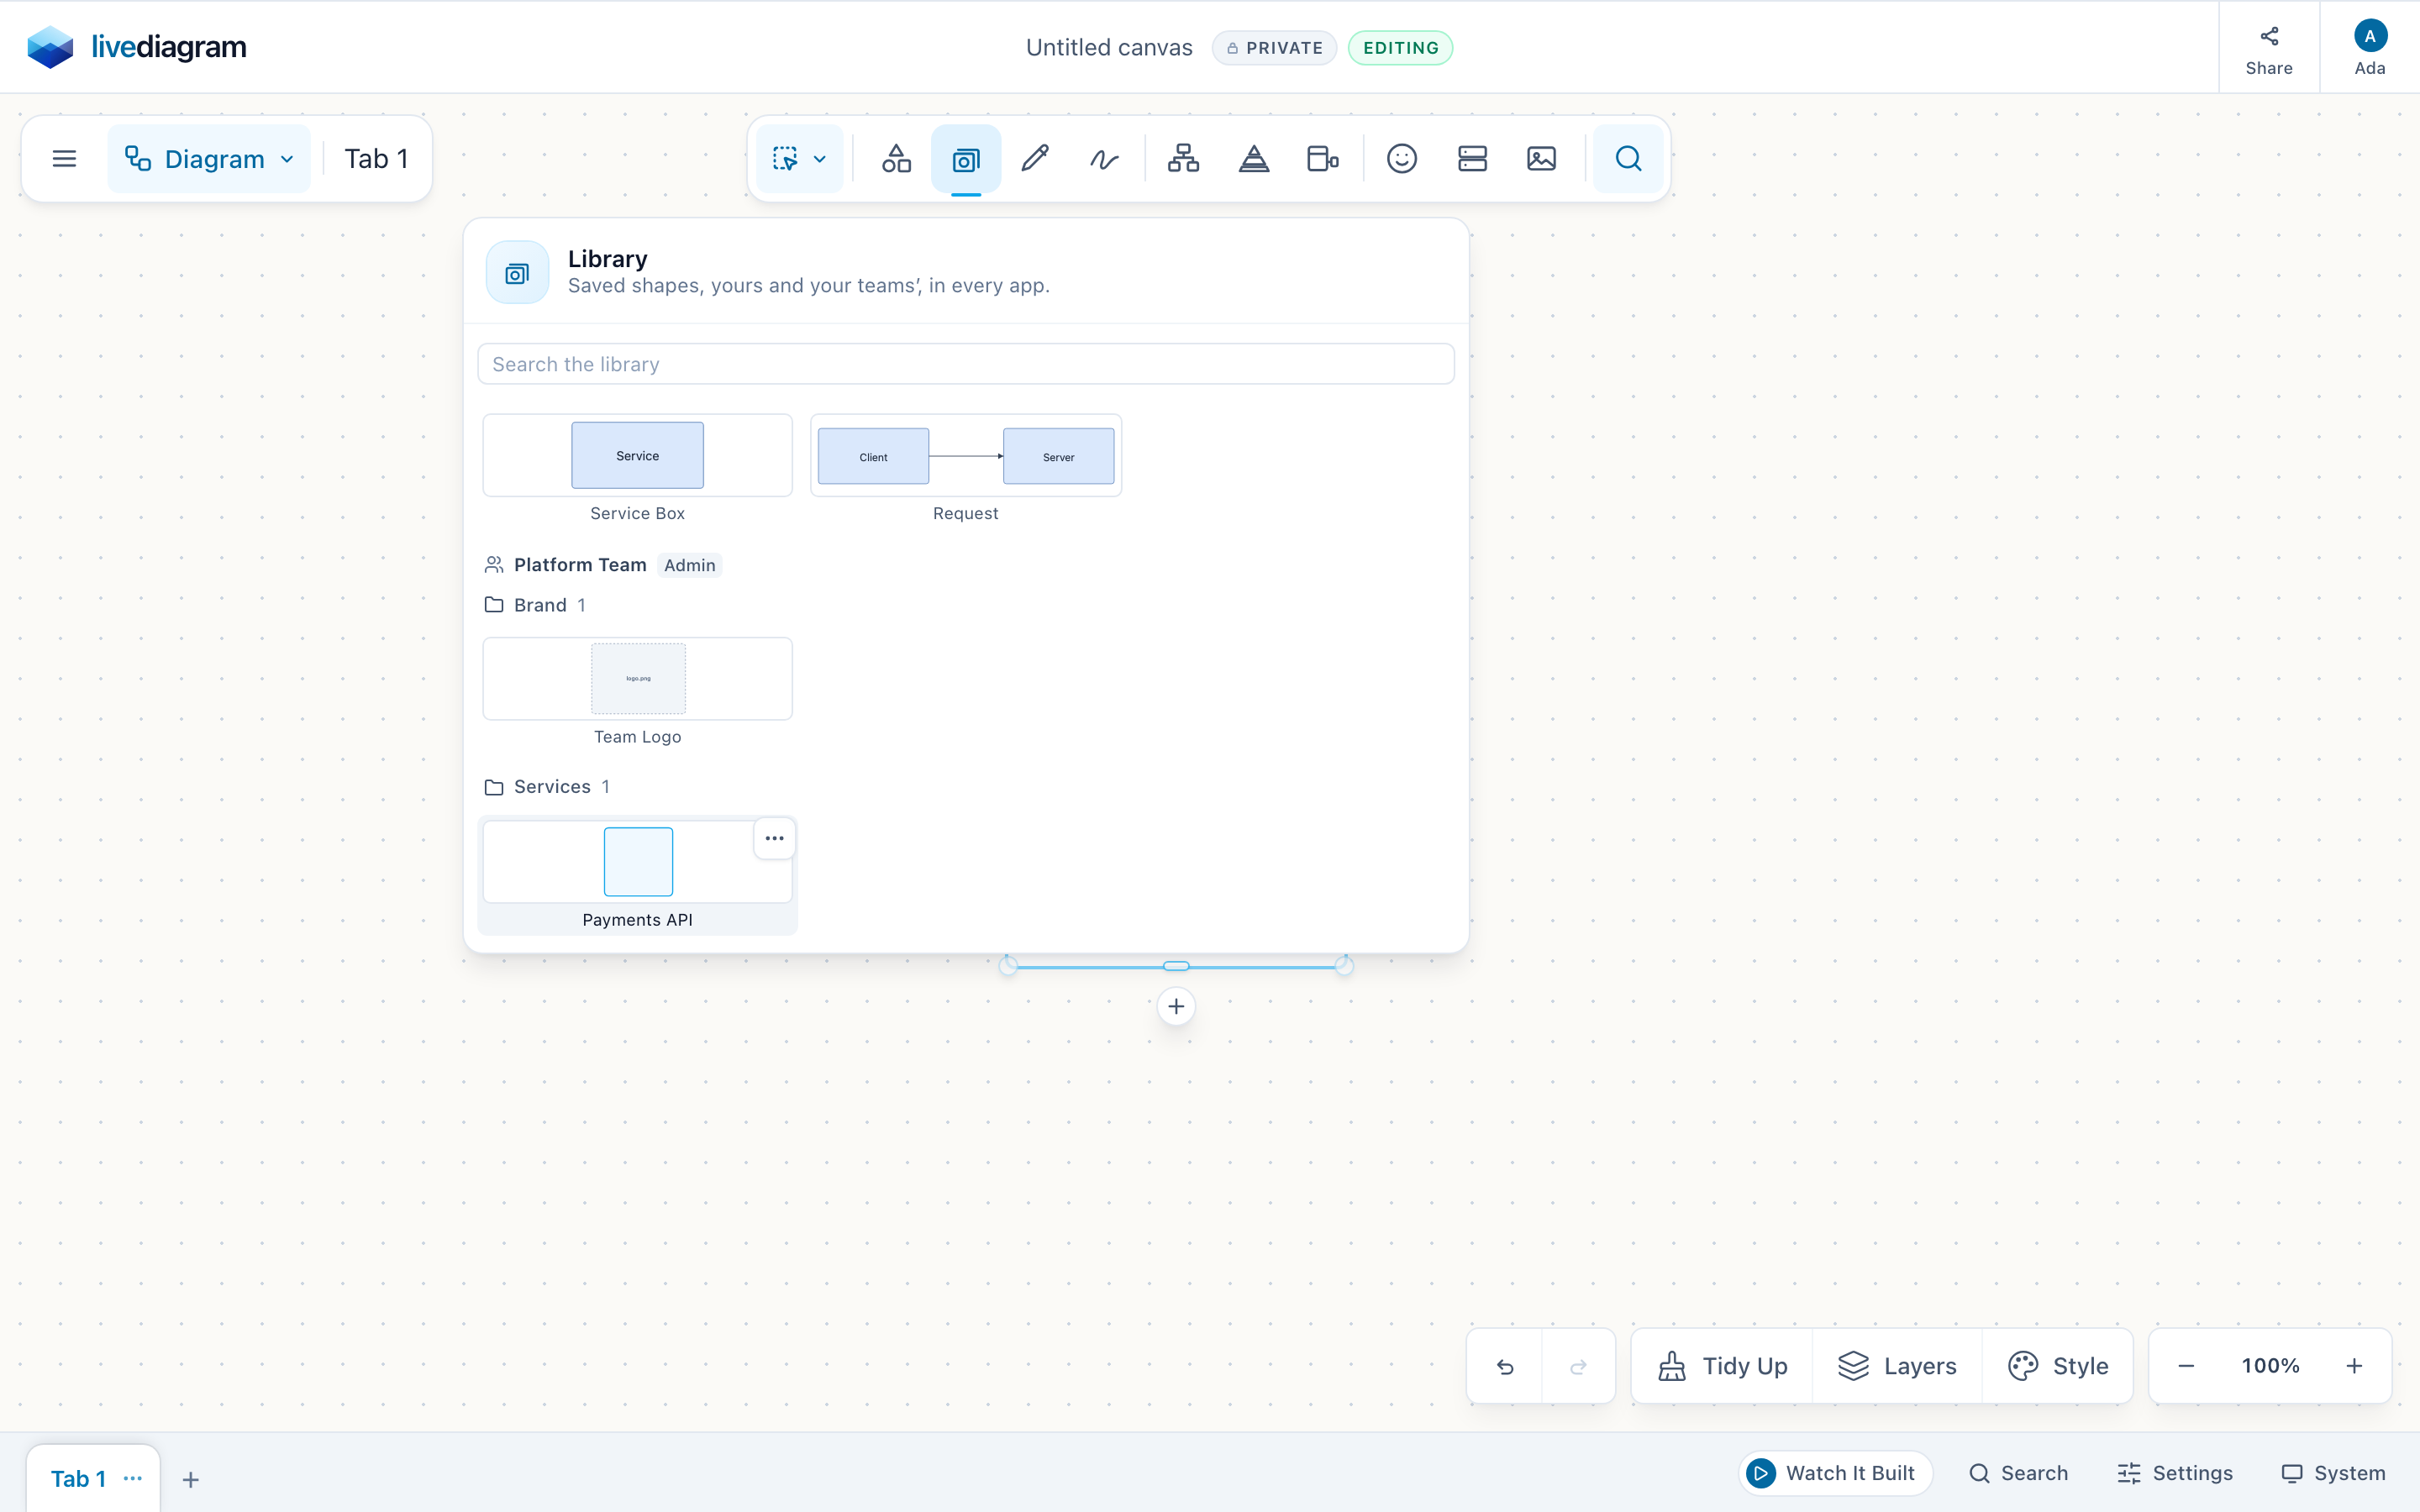 livediagram
Untitled canvas
PRIVATE
EDITING
Share
A
Ada
Diagram
Tab 1
Library
Saved shapes, yours and your teams’, in every app.
Search the library
Service
Client
Server
Service Box
Request
Platform Team
Admin
Brand 1
logo.png
Team Logo
Services 1
Payments API
Tidy Up
Layers
Style
100%
Tab 1
Watch It Built
Search
Settings
System